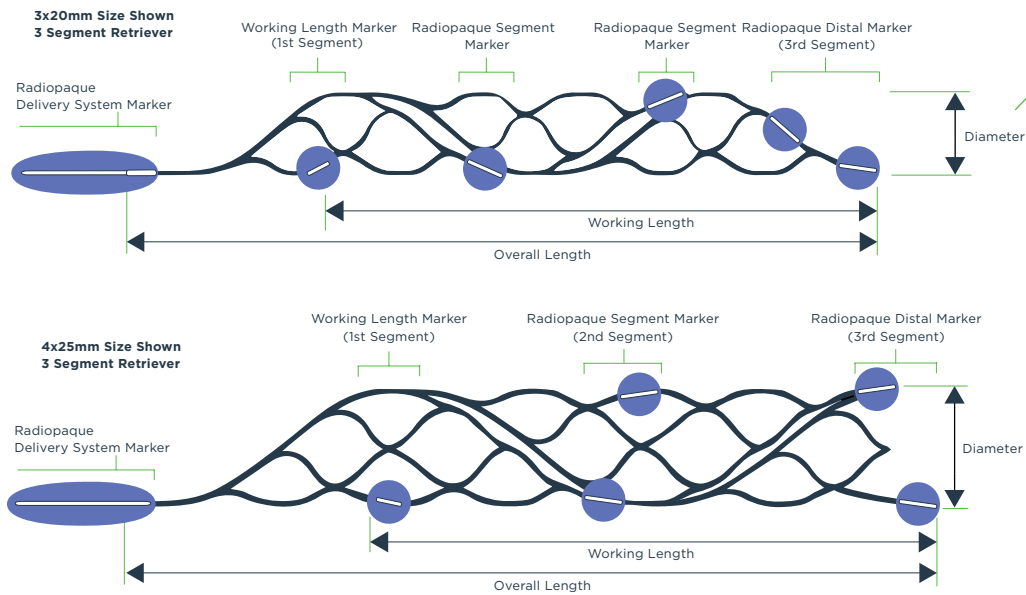 3x20mm Size Shown
3 Segment Retriever
Working Length Marker
(1st Segment)
Radiopaque Segment
Marker
Radiopaque Segment
Marker
Radiopaque Distal Marker
(3rd Segment)
Radiopaque
Delivery System Marker
Diameter
Working Length
Overall Length
4x25mm Size Shown
3 Segment Retriever
Working Length Marker
(1st Segment)
Radiopaque Segment Marker
(2nd Segment)
Radiopaque Distal Marker
(3rd Segment)
Radiopaque
Delivery System Marker
Diameter
Working Length
Overall Length